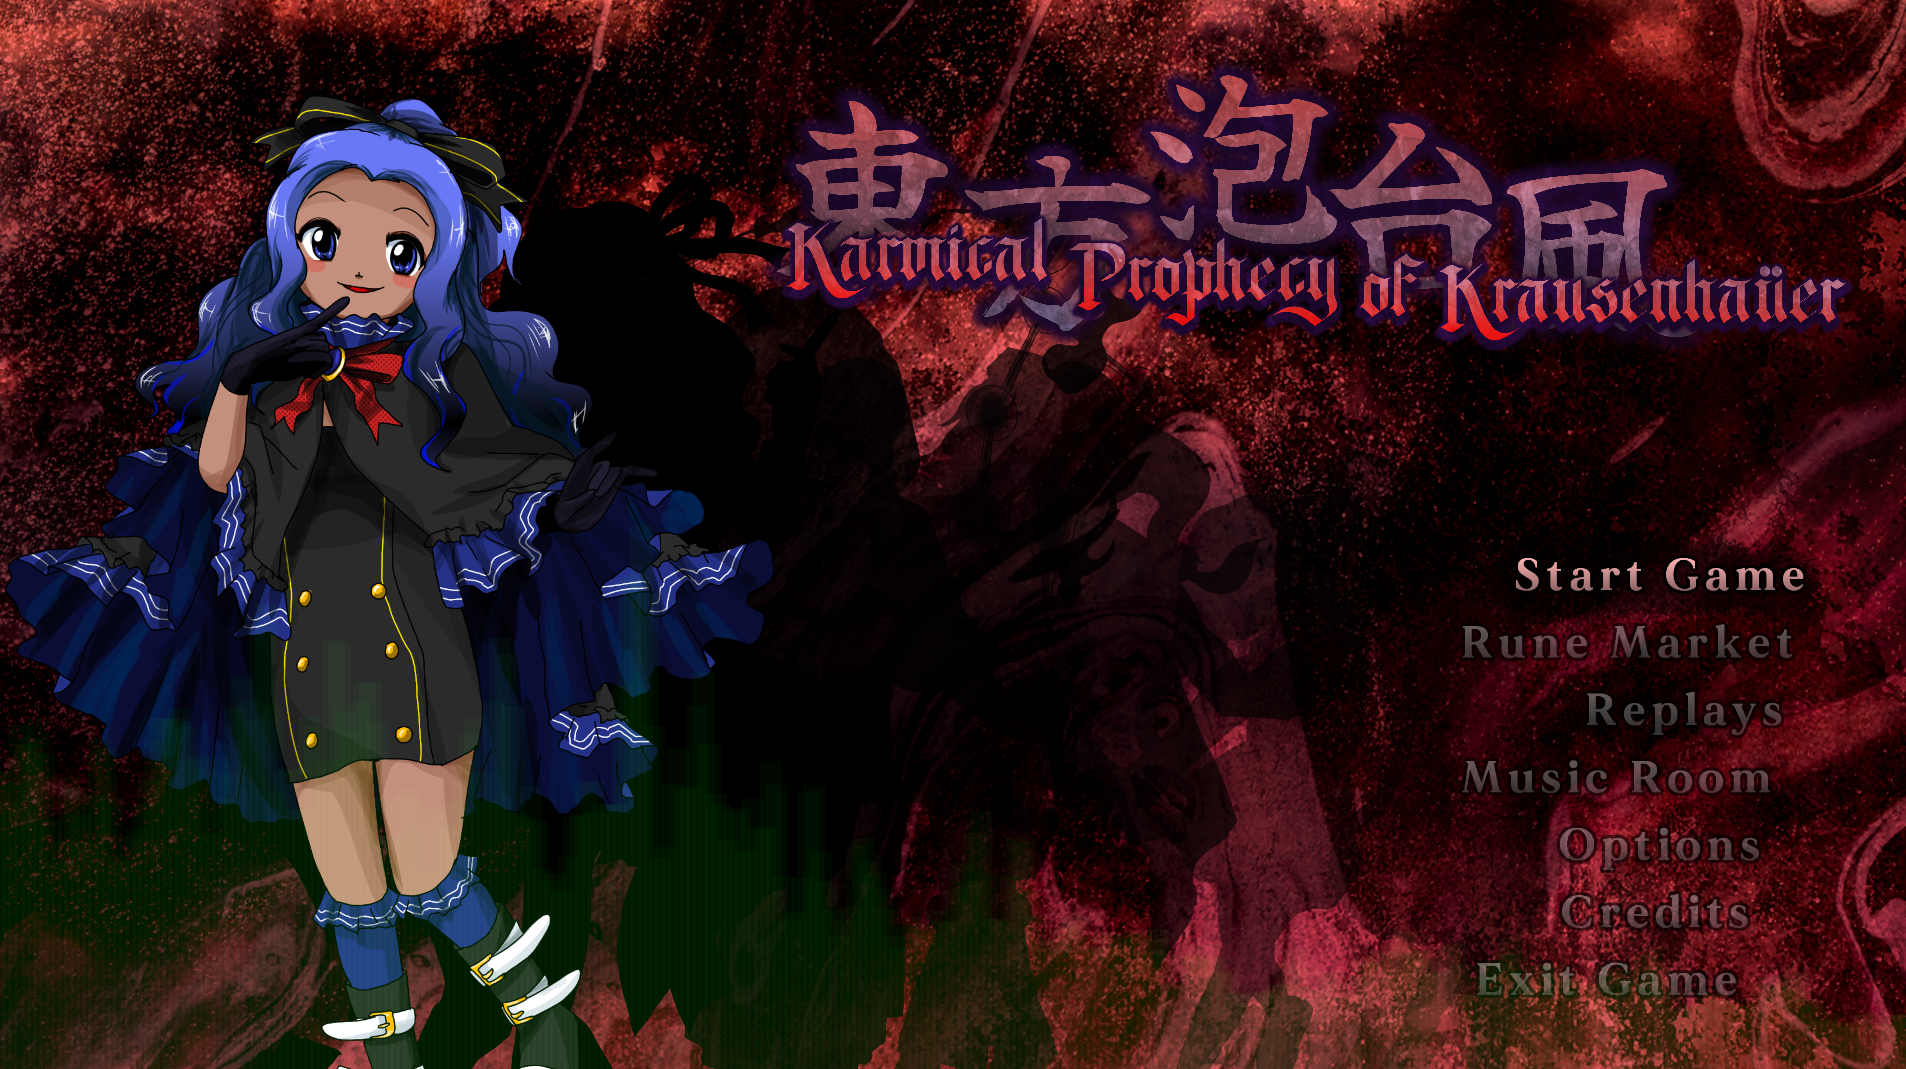 東方泡台風
Karmical Prophecy of Krausenhaüer
Start Game
Rune Market
Replays
Music Room
Options
Credits
Exit Game